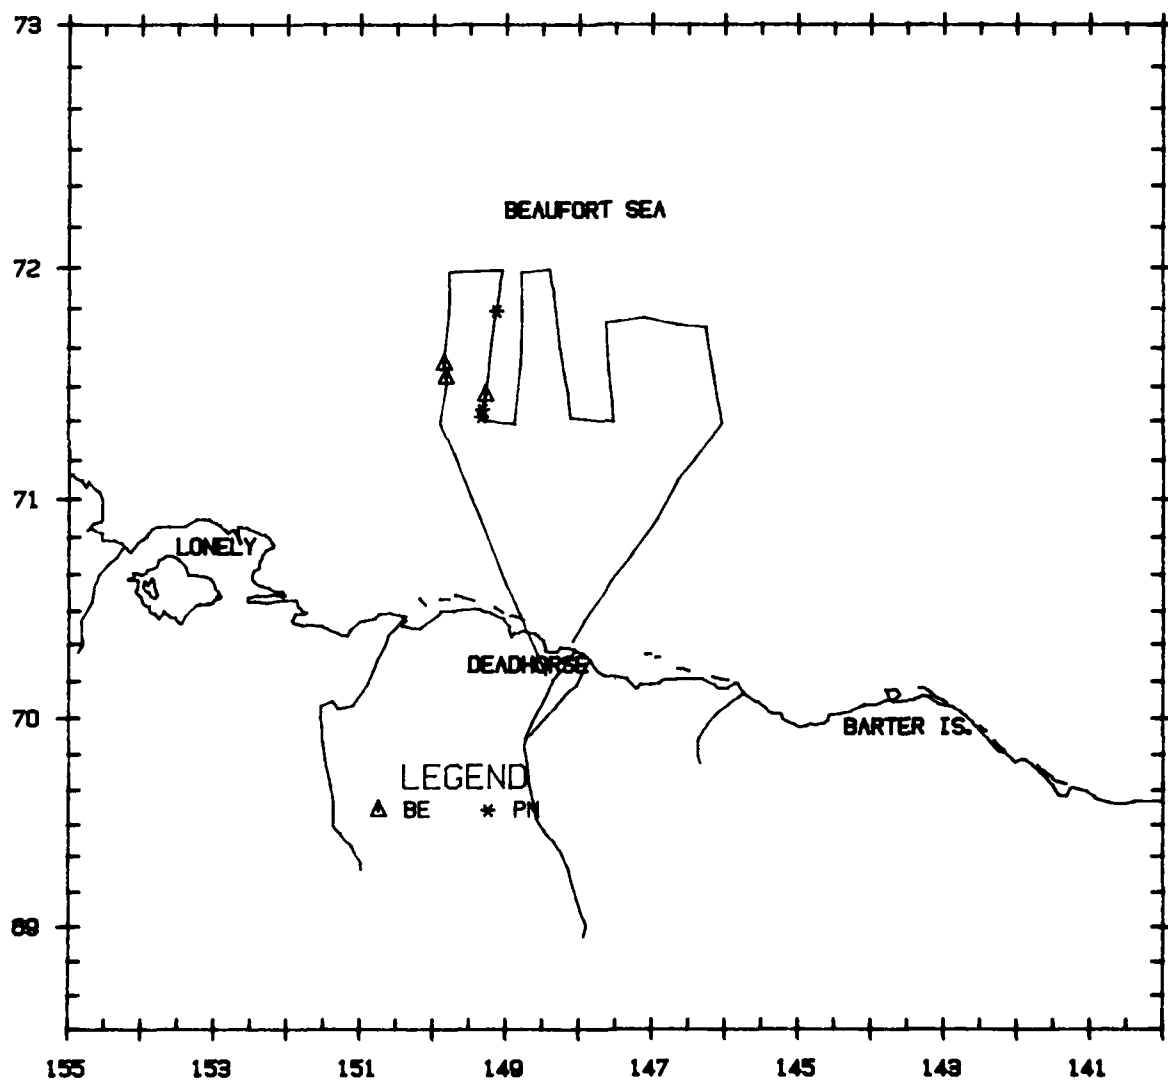 73
BEAUFORT SEA
72
71
LONELY
DEADHORSE
70
BARTER IS.
LEGEND
BE PN
69
155 153 151 149 147 145 143 141